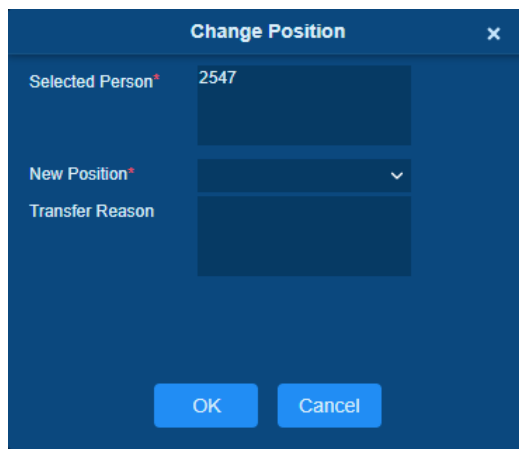 Change Position ×
Selected Person* 2547
New Position*
Transfer Reason
OK Cancel